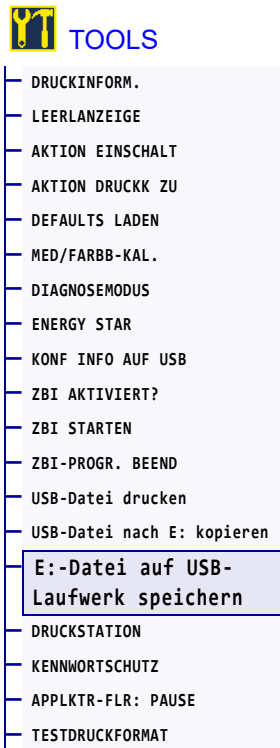 TOOLS
DRUCKINFORM.
LEERLANZEIGE
AKTION EINSCHALT
AKTION DRUCKK ZU
DEFAULTS LADEN
MED/FARBB-KAL.
DIAGNOSEMODUS
ENERGY STAR
KONF INFO AUF USB
ZBI AKTIVIERT?
ZBI STARTEN
ZBI-PROGR. BEEND
USB-Datei drucken
USB-Datei nach E: kopieren
E:-Datei auf USB-
Laufwerk speichern
DRUCKSTATION
KENNWORTSCHUTZ
APPLKTR-FLR: PAUSE
TESTDRUCKFORMAT